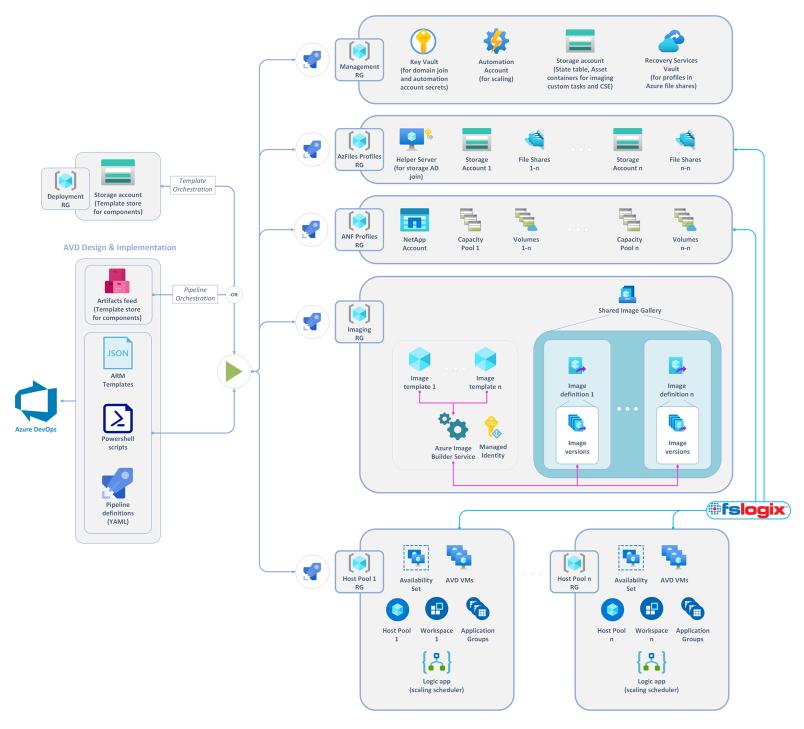 Management
RG
Key Vault
(for domain join
and automation
account secrets)
Automation
Account
(for scaling)
Storage account
(State table, Asset
containers for imaging
custom tasks and CSE)
Recovery Services
Vault
(for profiles in
Azure file shares)
AzFiles Profiles
RG
Helper Server
(for storage AD
join)
Storage
Account 1
File Shares
1-n
Storage
Account n
File Shares
n-n
Deployment
RG
Storage account
(Template store
for components)
Template
Orchestration
ANF Profiles
RG
NetApp
Account
Capacity
Pool 1
Volumes
1-n
Capacity
Pool n
Volumes
n-n
AVD Design & Implementation
Artifacts feed
(Template store
for components)
Pipeline
Orchestration
-OR-
Imaging
RG
Shared Image Gallery
Image
template 1
Image
template n
Azure Image
Builder Service
Managed
Identity
Image
definition 1
Image
versions
Image
definition n
Image
versions
JSON
ARM
Templates
Powershell
scripts
Pipeline
definitions
(YAML)
Azure DevOps
fslogix
Host Pool 1
RG
Availability
Set
AVD VMs
Host Pool
1
Workspace
1
Application
Groups
Logic app
(scaling scheduler)
Host Pool n
RG
Availability
Set
AVD VMs
Host Pool
n
Workspace
n
Application
Groups
Logic app
(scaling scheduler)